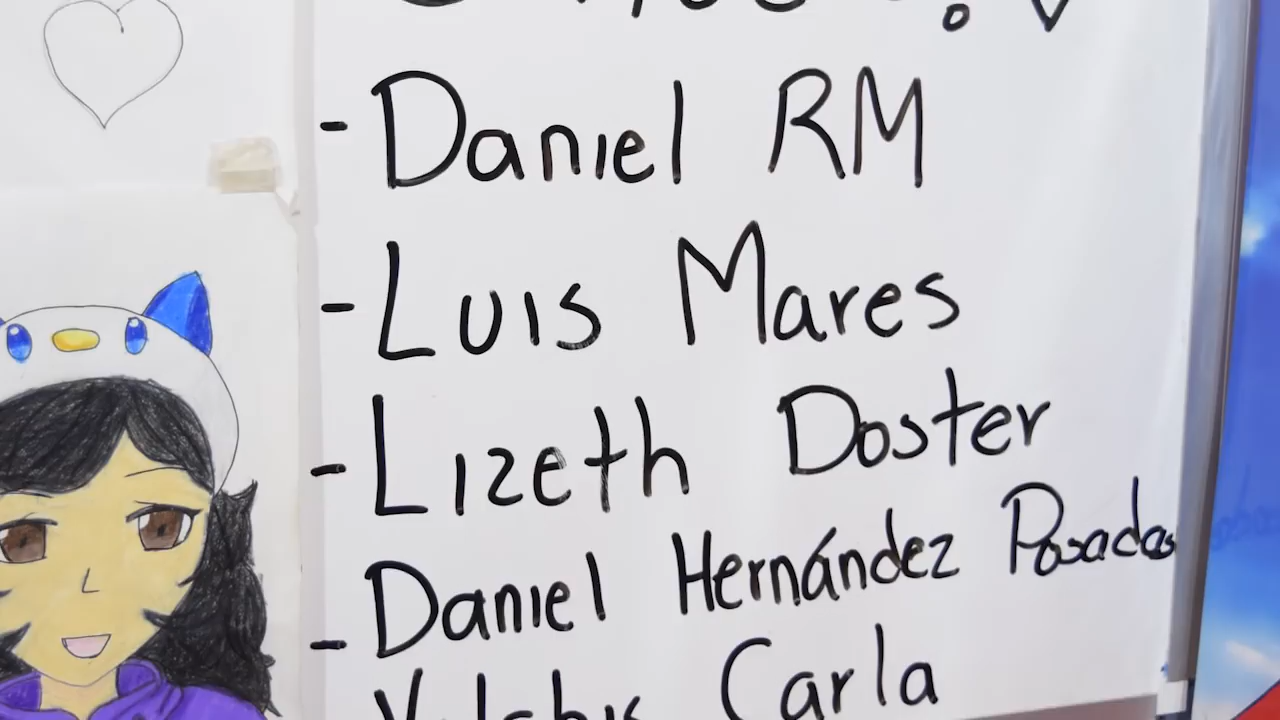 - Daniel RM
- Luis Mares
- Lizeth Doster
- Daniel Hernández Posadas
Carla